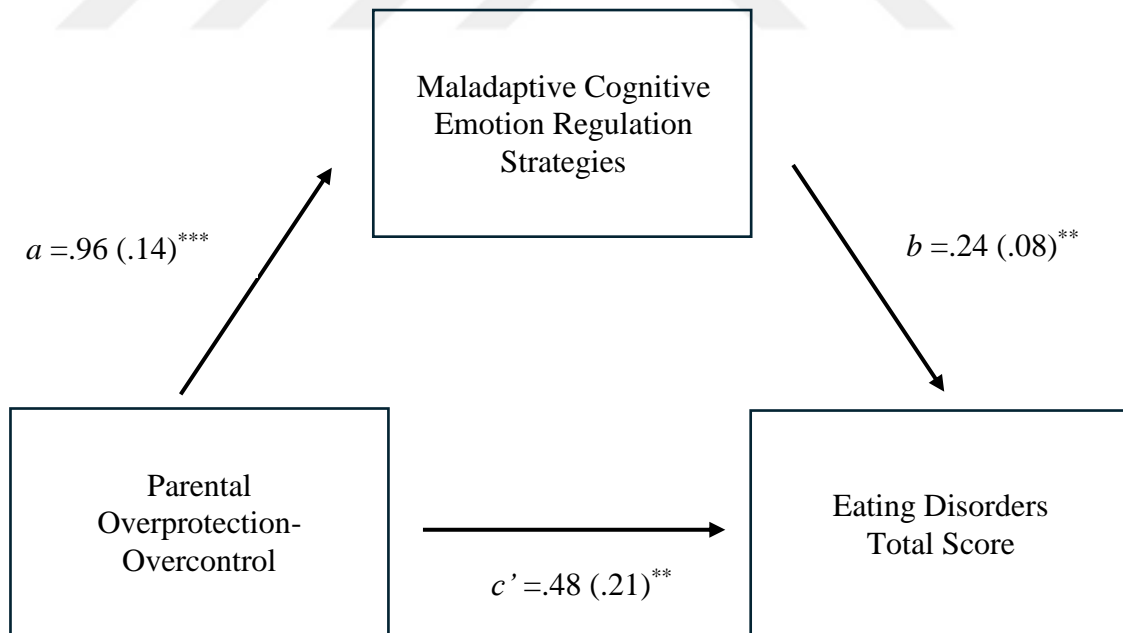 Maladaptive Cognitive
Emotion Regulation
Strategies
a =.96 (.14)***
b =.24 (.08)**
Parental
Overprotection-
Overcontrol
Eating Disorders
Total Score
c’ =.48 (.21)**